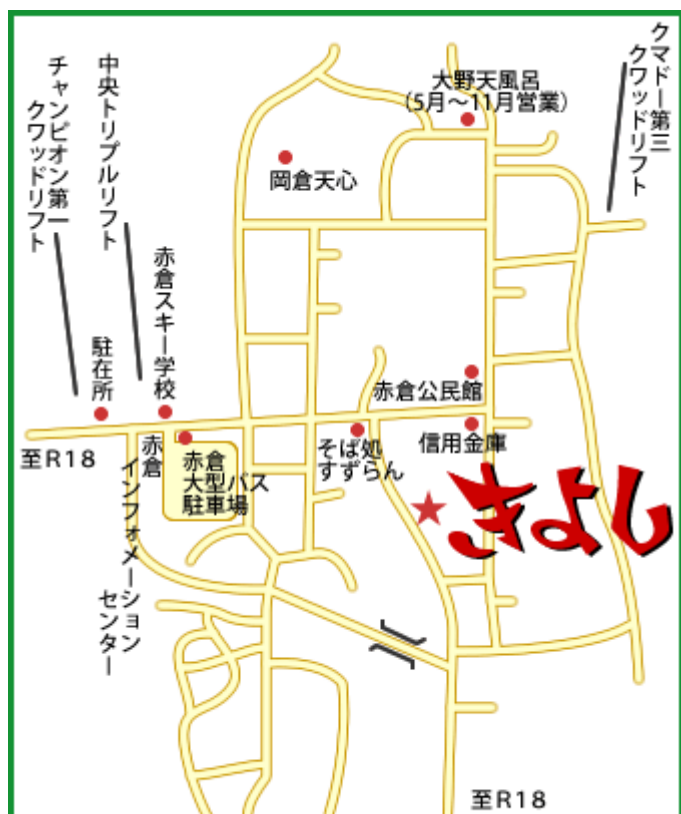 チャンピオン第一
クワッドリフト
中央トリプルリフト
大野天風呂
(5月～11月営業)
クマドー第三
クワッドリフト
岡倉天心
駐在所
赤倉スキー学校
赤倉公民館
至R18
赤倉
インフォメーション
センター
赤倉
大型バス
駐車場
そば処
すずらん
信用金庫
きよし
至R18